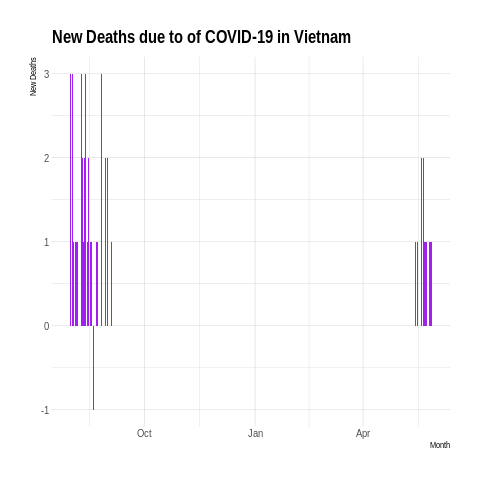 New Deaths due to of COVID-19 in Vietnam
New Deaths
3
2
1
0
-1
Oct
Jan
Apr
Month